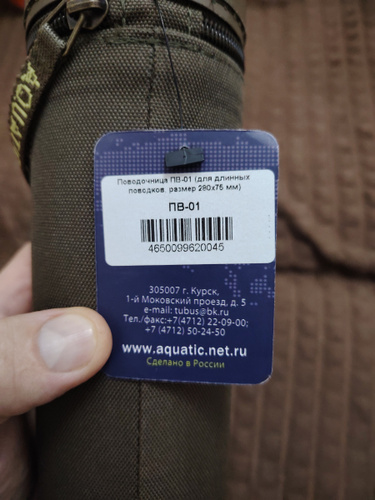 AQUAT
Поводочница ПВ-01 (для длинных
поводков, размер 280х75 мм)
ПВ-01
4650099620045
305007 г. Курск,
1-й Моковский проезд, д. 5
e-mail: tubus@bk.ru
Тел./факс:+7(4712) 22-09-00;
+7 (4712) 50-24-50
www.aquatic.net.ru
Сделано в России